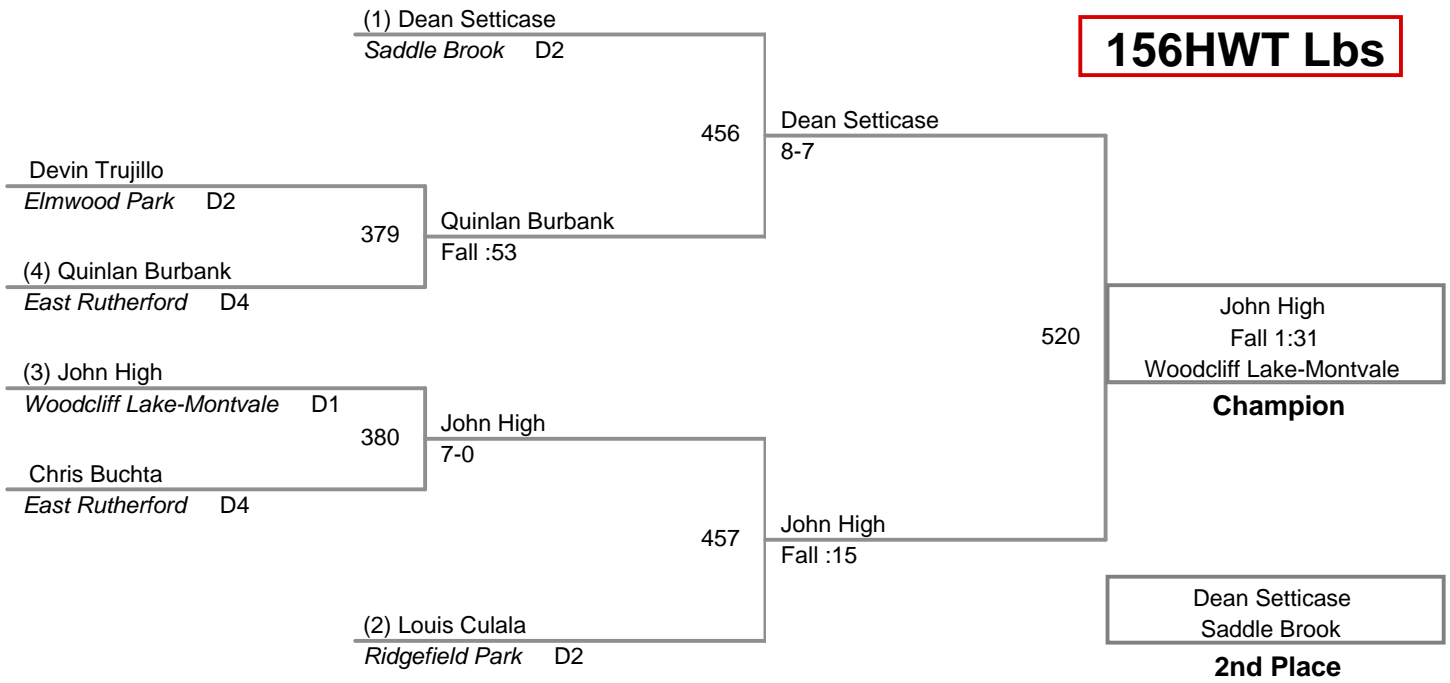 (1) Dean Setticase
Saddle Brook D2
156HWT Lbs
456
Dean Setticase
8-7
Devin Trujillo
Elmwood Park D2
379
Quinlan Burbank
Fall :53
(4) Quinlan Burbank
East Rutherford D4
520
John High
Fall 1:31
Woodcliff Lake-Montvale
Champion
(3) John High
Woodcliff Lake-Montvale D1
380
John High
7-0
Chris Buchta
East Rutherford D4
457
John High
Fall :15
(2) Louis Culala
Ridgefield Park D2
Dean Setticase
Saddle Brook
2nd Place